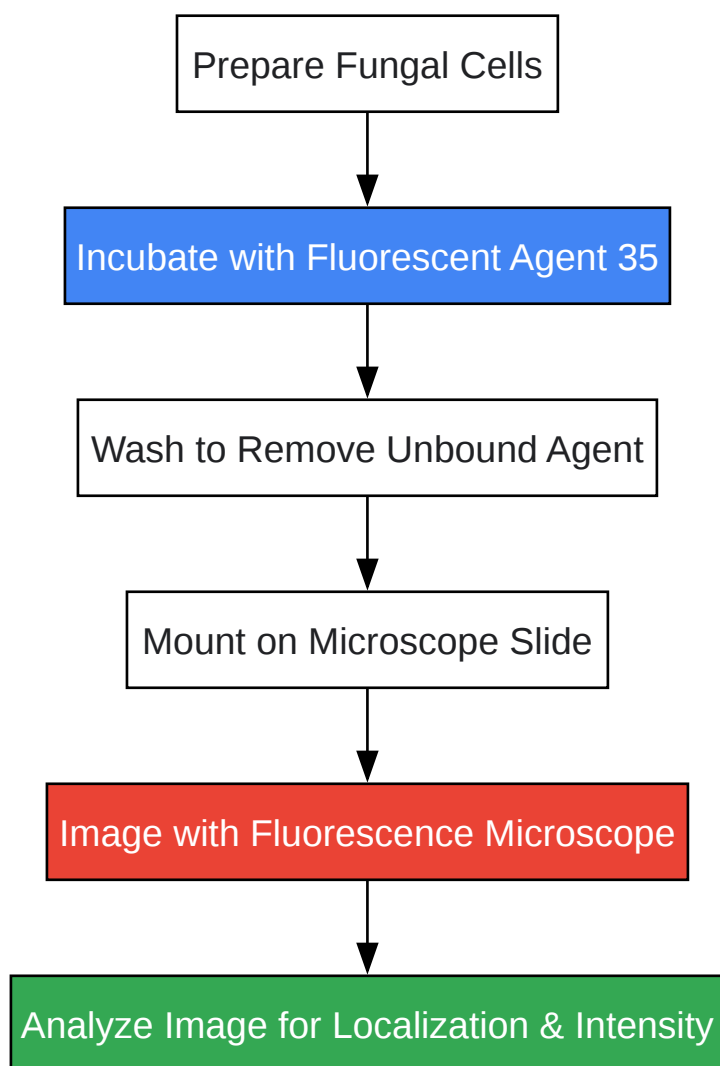 Prepare Fungal Cells
Incubate with Fluorescent Agent 35
Wash to Remove Unbound Agent
Mount on Microscope Slide
Image with Fluorescence Microscope
Analyze Image for Localization & Intensity